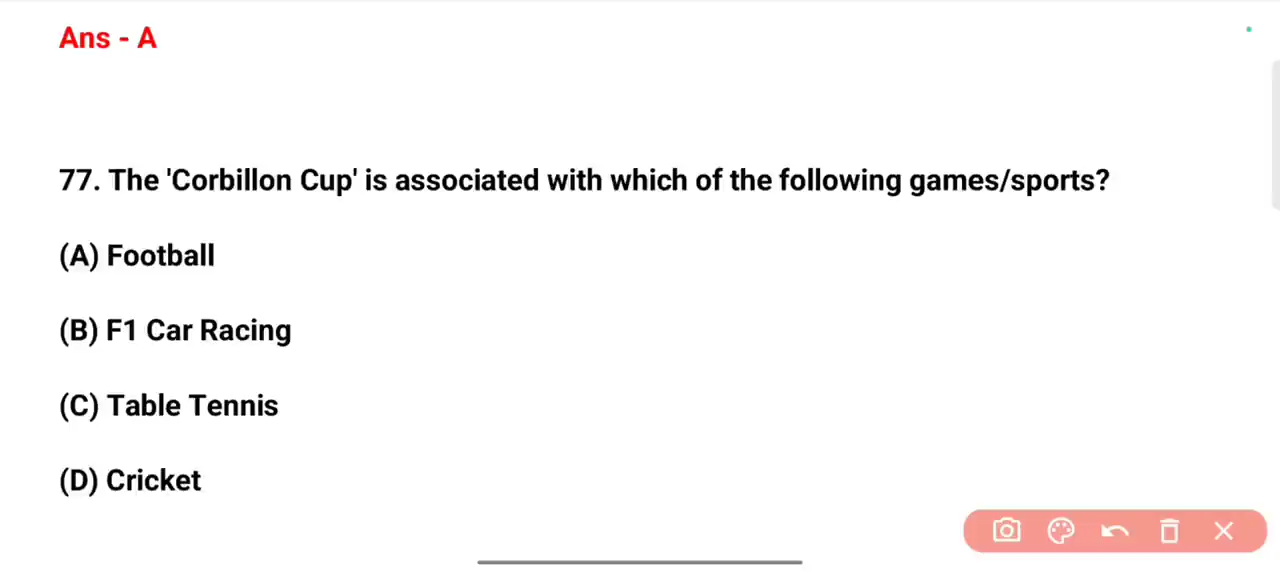 Ans - A
77. The 'Corbillon Cup' is associated with which of the following games/sports?
(A) Football
(B) F1 Car Racing
(C) Table Tennis
(D) Cricket